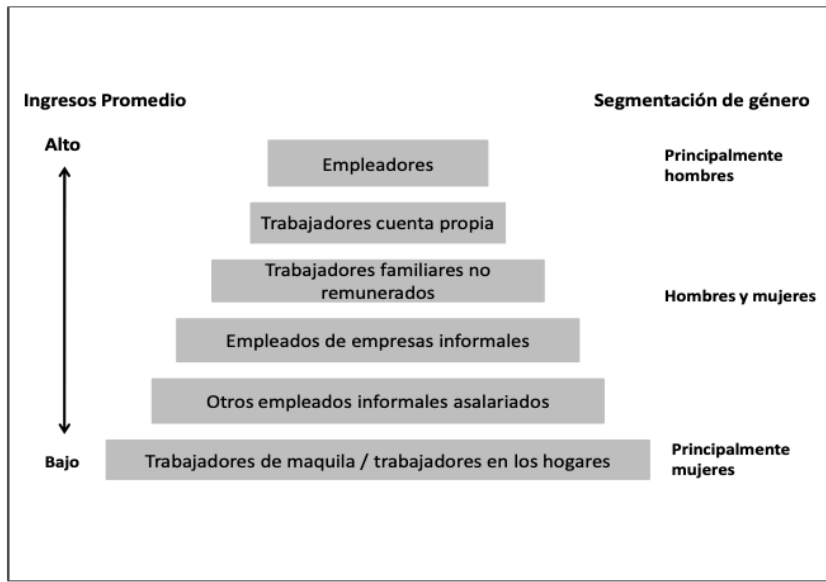 Ingresos Promedio
Segmentación de género
Alto
Empleadores
Principalmente
hombres
Trabajadores cuenta propia
Trabajadores familiares no
remunerados
Hombres y mujeres
Empleados de empresas informales
Otros empleados informales asalariados
Bajo
Trabajadores de maquila / trabajadores en los hogares
Principalmente
mujeres